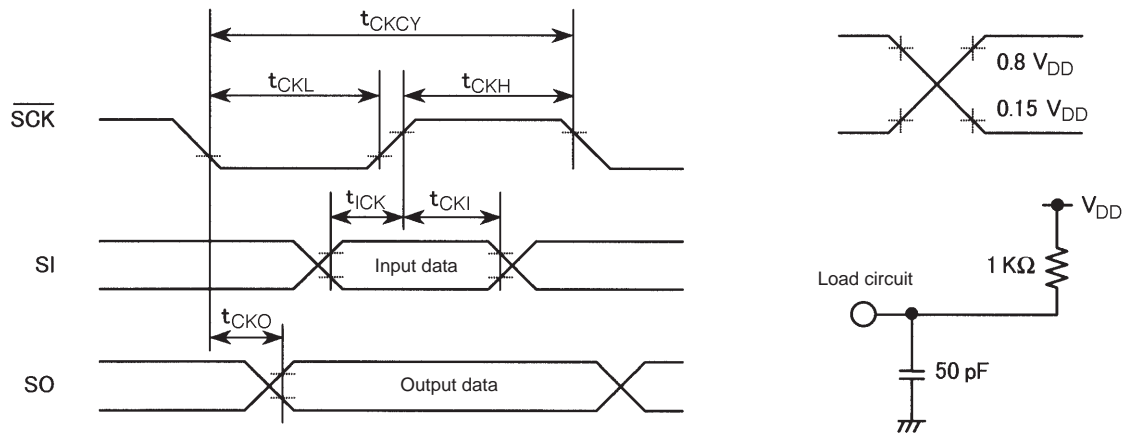 tCKCY
tCKL
tCKH
SCK
tICK
tCKI
SI
Input data
tCKO
SO
Output data
0.8 VDD
0.15 VDD
VDD
1 KΩ
Load circuit
50 pF